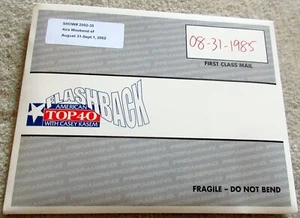 SHOW# 2002-35
Airs Weekend of
August 31-Sept 1, 2002
08-31-1985
FIRST CLASS MAIL
FLASHBACK
AMERICAN
TOP 40
WITH CASEY KASEM
FRAGILE – DO NOT BEND